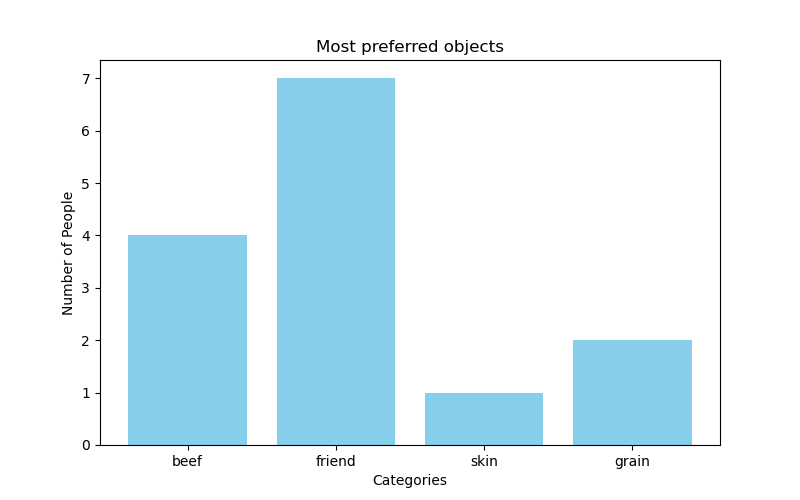 Most preferred objects
Number of People
7
6
5
4
3
2
1
0
beef friend skin grain
Categories